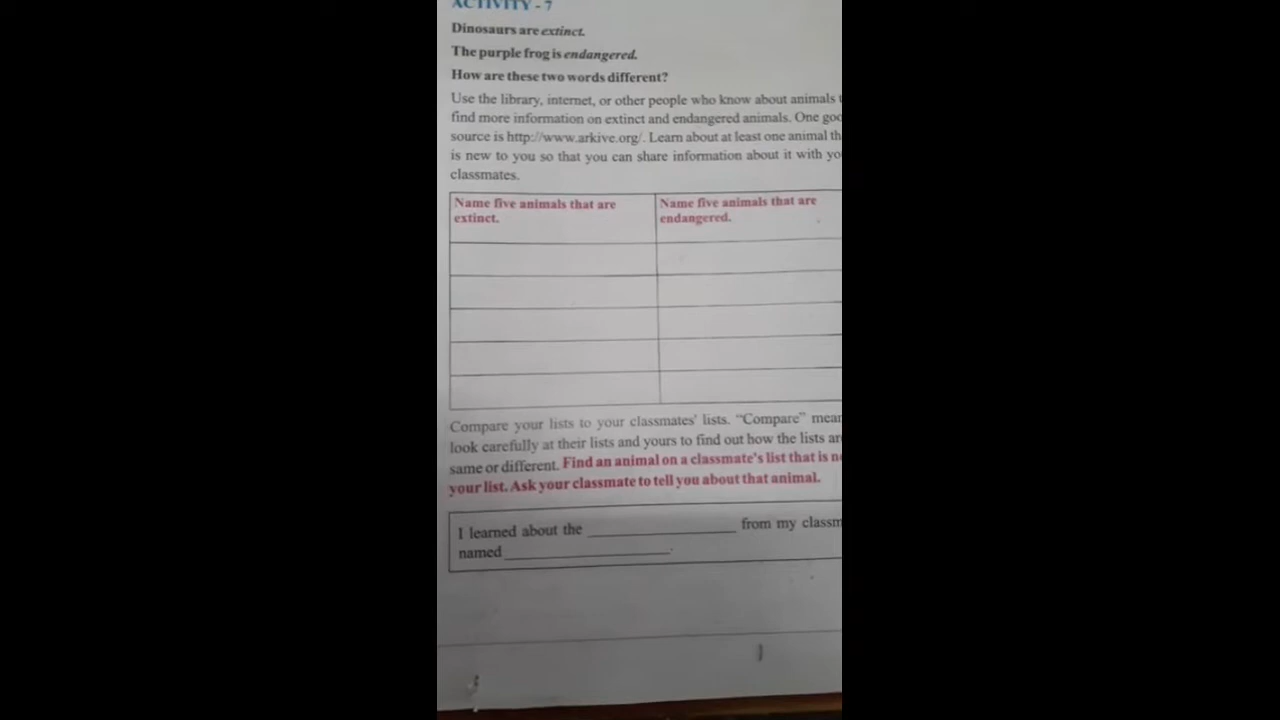 ACTIVITY - 7
Dinosaurs are extinct.
The purple frog is endangered.
How are these two words different?
Use the library, internet, or other people who know about animals
find more information on extinct and endangered animals. One
source is http://www.arkive.org/. Learn about at least one animal
is new to you so that you can share information about it with
classmates.
Name five animals that are
extinct.
Name five animals that are
endangered.
Compare your lists to your classmates' lists. "Compare"
look carefully at their lists and yours to find out how the lists
same or different. Find an animal on a classmate's list that is
your list. Ask your classmate to tell you about that animal.
I learned about the ____________ from my
named ____________.